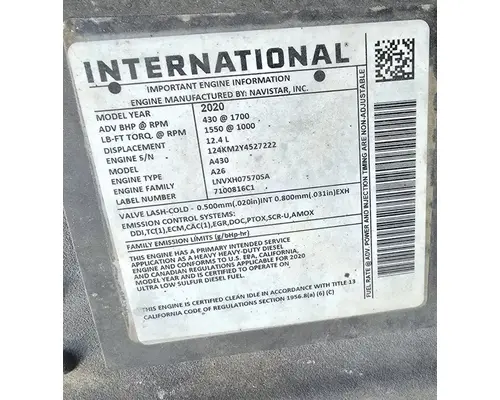 INTERNATIONAL®
IMPORTANT ENGINE INFORMATION
ENGINE MANUFACTURED BY: NAVISTAR, INC.
MODEL YEAR 2020
ADV BHP @ RPM 430 @ 1700
LB-FT TORQ. @ RPM 1550 @ 1000
DISPLACEMENT 12.4 L
ENGINE S/N 124KM2Y4527222
MODEL A430
ENGINE FAMILY A26
LABEL NUMBER LNVXH07570SA
7100816C1
VALVE LASH-COLD - 0.500mm(.020in)INT 0.800mm(.031in)EXH
EMISSION CONTROL SYSTEMS:
DDI,TC(1),ECM,CAC(1),EGR,DOC,PTOX,SCR-U,AMOX
FAMILY EMISSION LIMITS (g/bHp-hr)
THIS ENGINE HAS A PRIMARY INTENDED SERVICE
APPLICATION AS A HEAVY HEAVY-DUTY DIESEL
ENGINE AND CONFORMS TO U.S. EPA, CALIFORNIA,
AND CANADIAN REGULATIONS APPLICABLE FOR 2020
MODEL YEAR AND IS CERTIFIED TO OPERATE ON
ULTRA LOW SULFUR DIESEL FUEL.
THIS ENGINE IS CERTIFIED CLEAN IDLE IN ACCORDANCE WITH TITLE 13
CALIFORNIA CODE OF REGULATIONS SECTION 1956.8(a) (6) (C)
FUEL RATE @ ADV. POWER AND INJECTION TIMING ARE NON-ADJUSTABLE